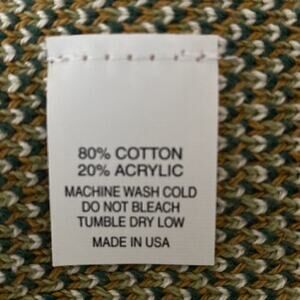 80% COTTON
20% ACRYLIC
MACHINE WASH COLD
DO NOT BLEACH
TUMBLE DRY LOW
MADE IN USA